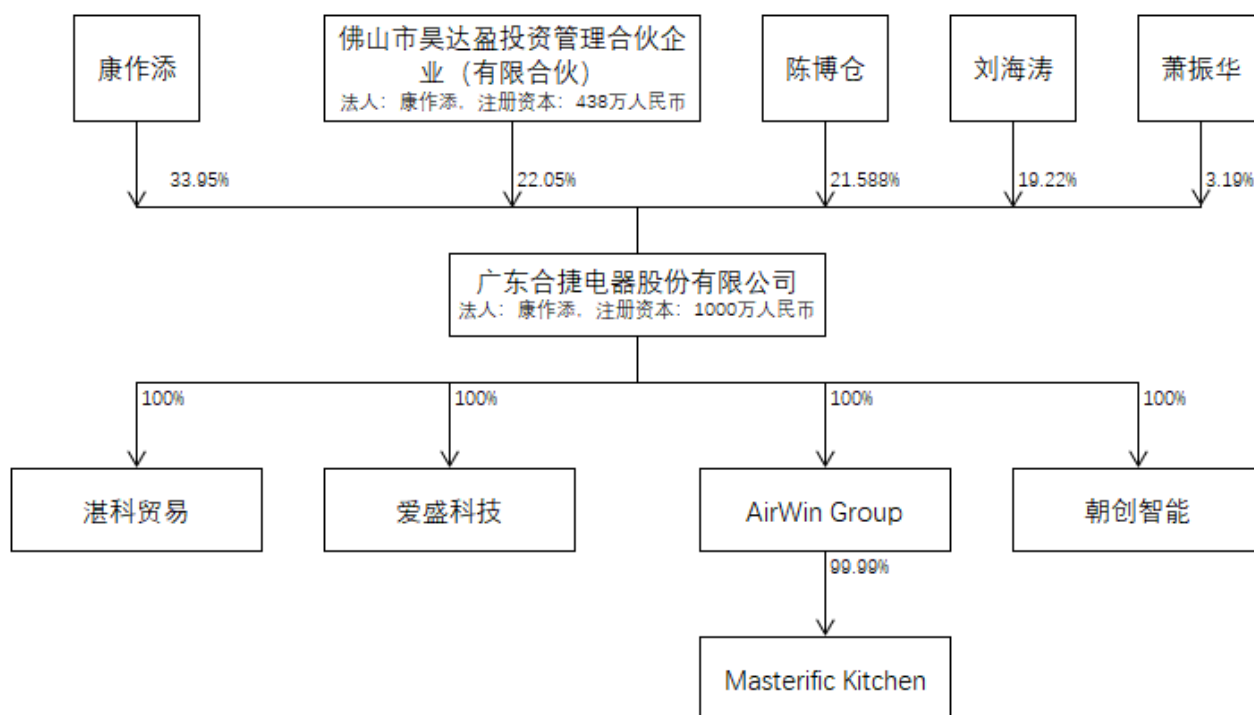 康作添
佛山市昊达盈投资管理合伙企
业（有限合伙）
法人：康作添，注册资本：438万人民币
陈博仓
刘海涛
萧振华
33.95%
22.05%
21.588%
19.22%
3.19%
广东合捷电器股份有限公司
法人：康作添，注册资本：1000万人民币
100%
100%
100%
100%
湛科贸易
爱盛科技
AirWin Group
朝创智能
99.99%
Masterific Kitchen